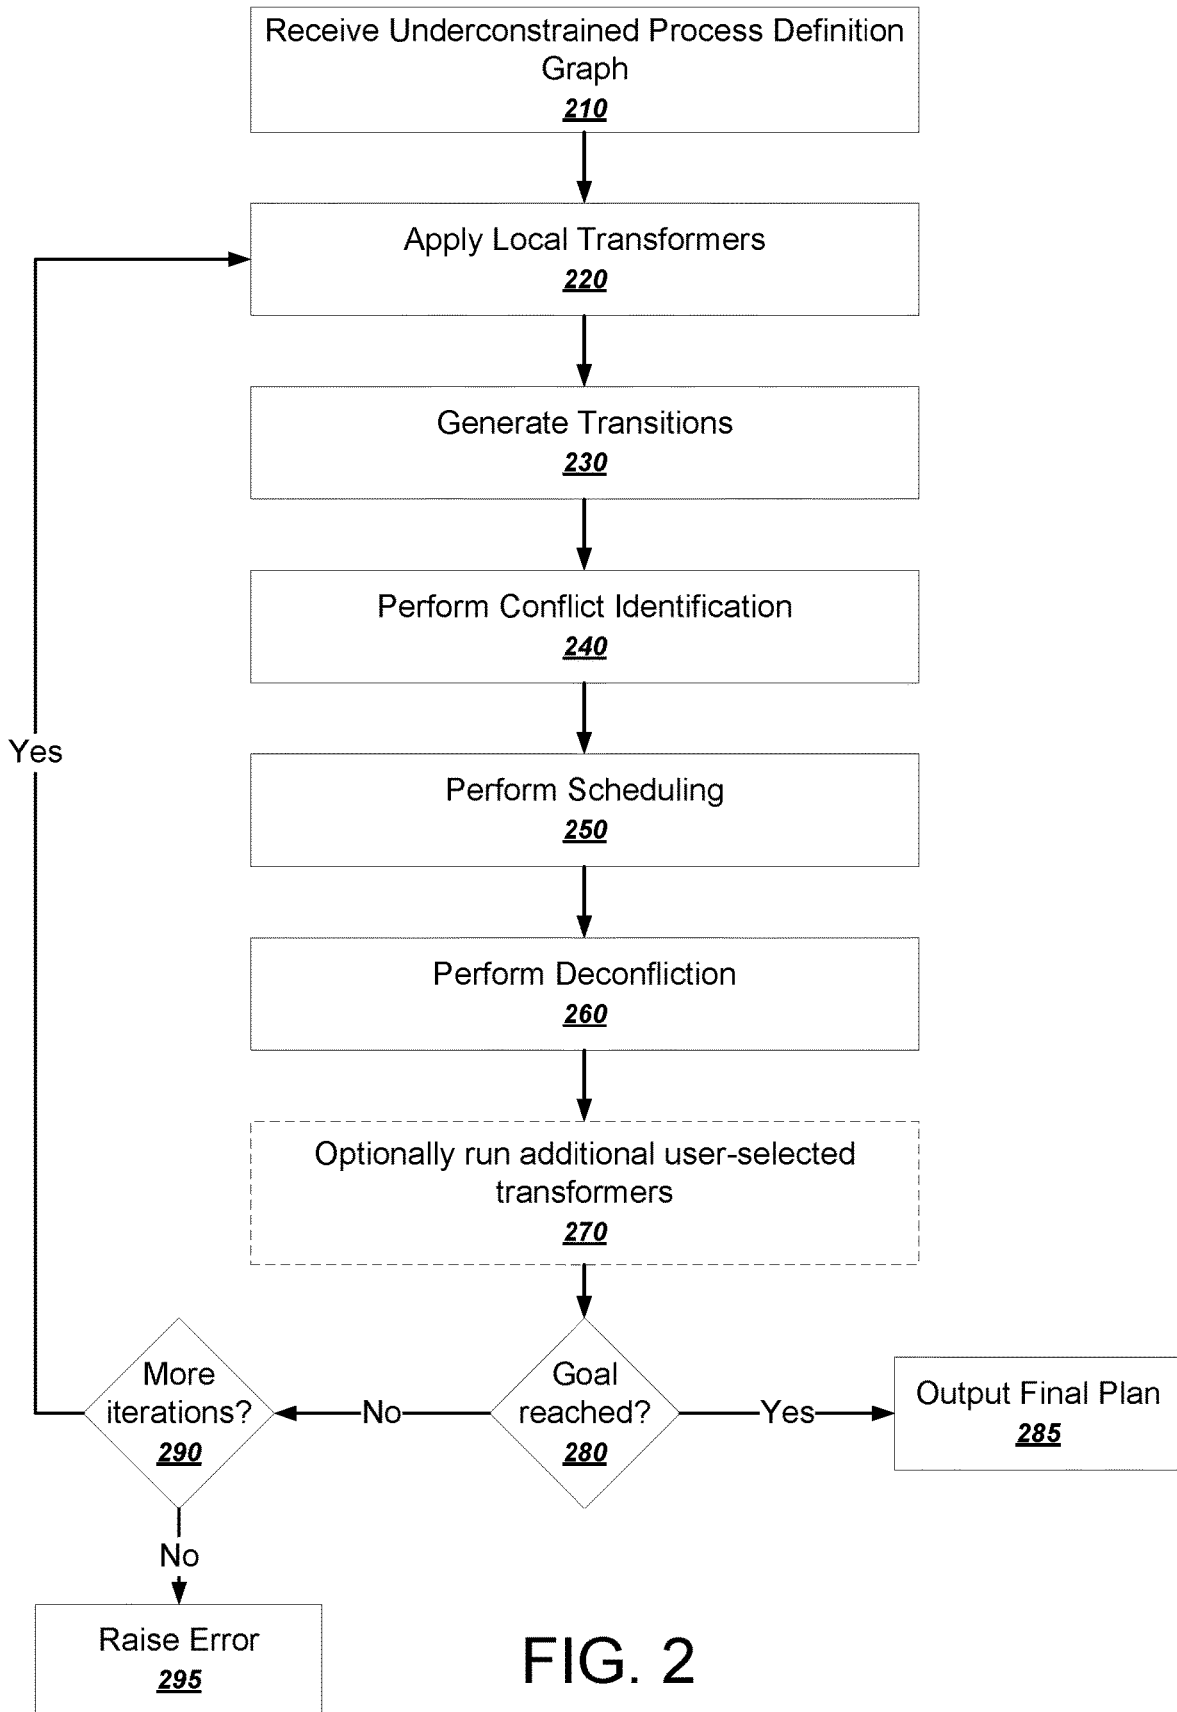 Receive Underconstrained Process Definition
Graph
210
Apply Local Transformers
220
Generate Transitions
230
Perform Conflict Identification
240
Yes
Perform Scheduling
250
Perform Deconfliction
260
Optionally run additional user-selected
transformers
270
More
iterations?
290
No
Goal
reached?
280
Yes
Output Final Plan
285
No
Raise Error
295
FIG. 2